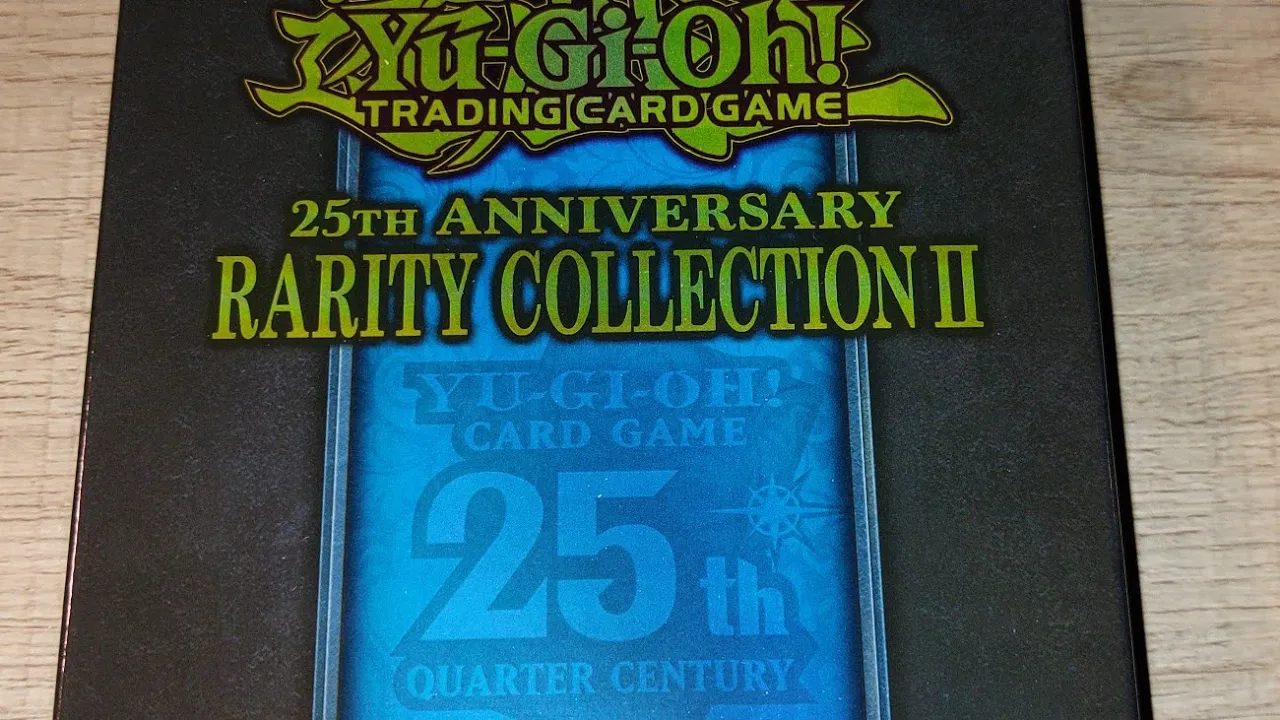 Yu-Gi-Oh!
TRADING CARD GAME
25TH ANNIVERSARY
RARITY COLLECTION II
YU-GI-OH!
CARD GAME
25th
QUARTER CENTURY